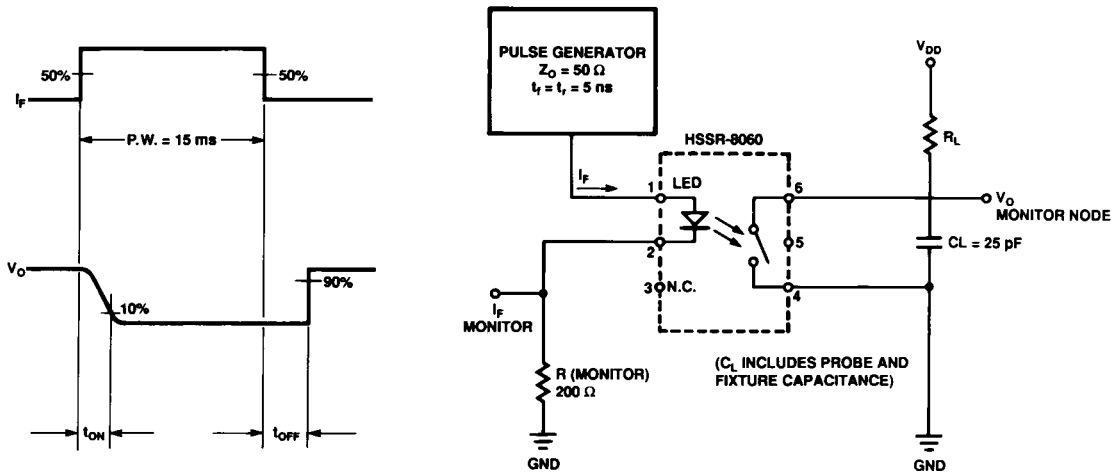 50%
50%
I_F
P.W. = 15 ms
V_O
90%
10%
t_ON
t_OFF
PULSE GENERATOR
Z_O = 50 Ω
t_f = t_r = 5 ns
I_F
HSSR-8060
LED
1
2
3
N.C.
6
5
4
V_DD
R_L
V_O
MONITOR NODE
CL = 25 pF
I_F
MONITOR
R (MONITOR)
200 Ω
(C_L INCLUDES PROBE AND
FIXTURE CAPACITANCE)
GND
GND